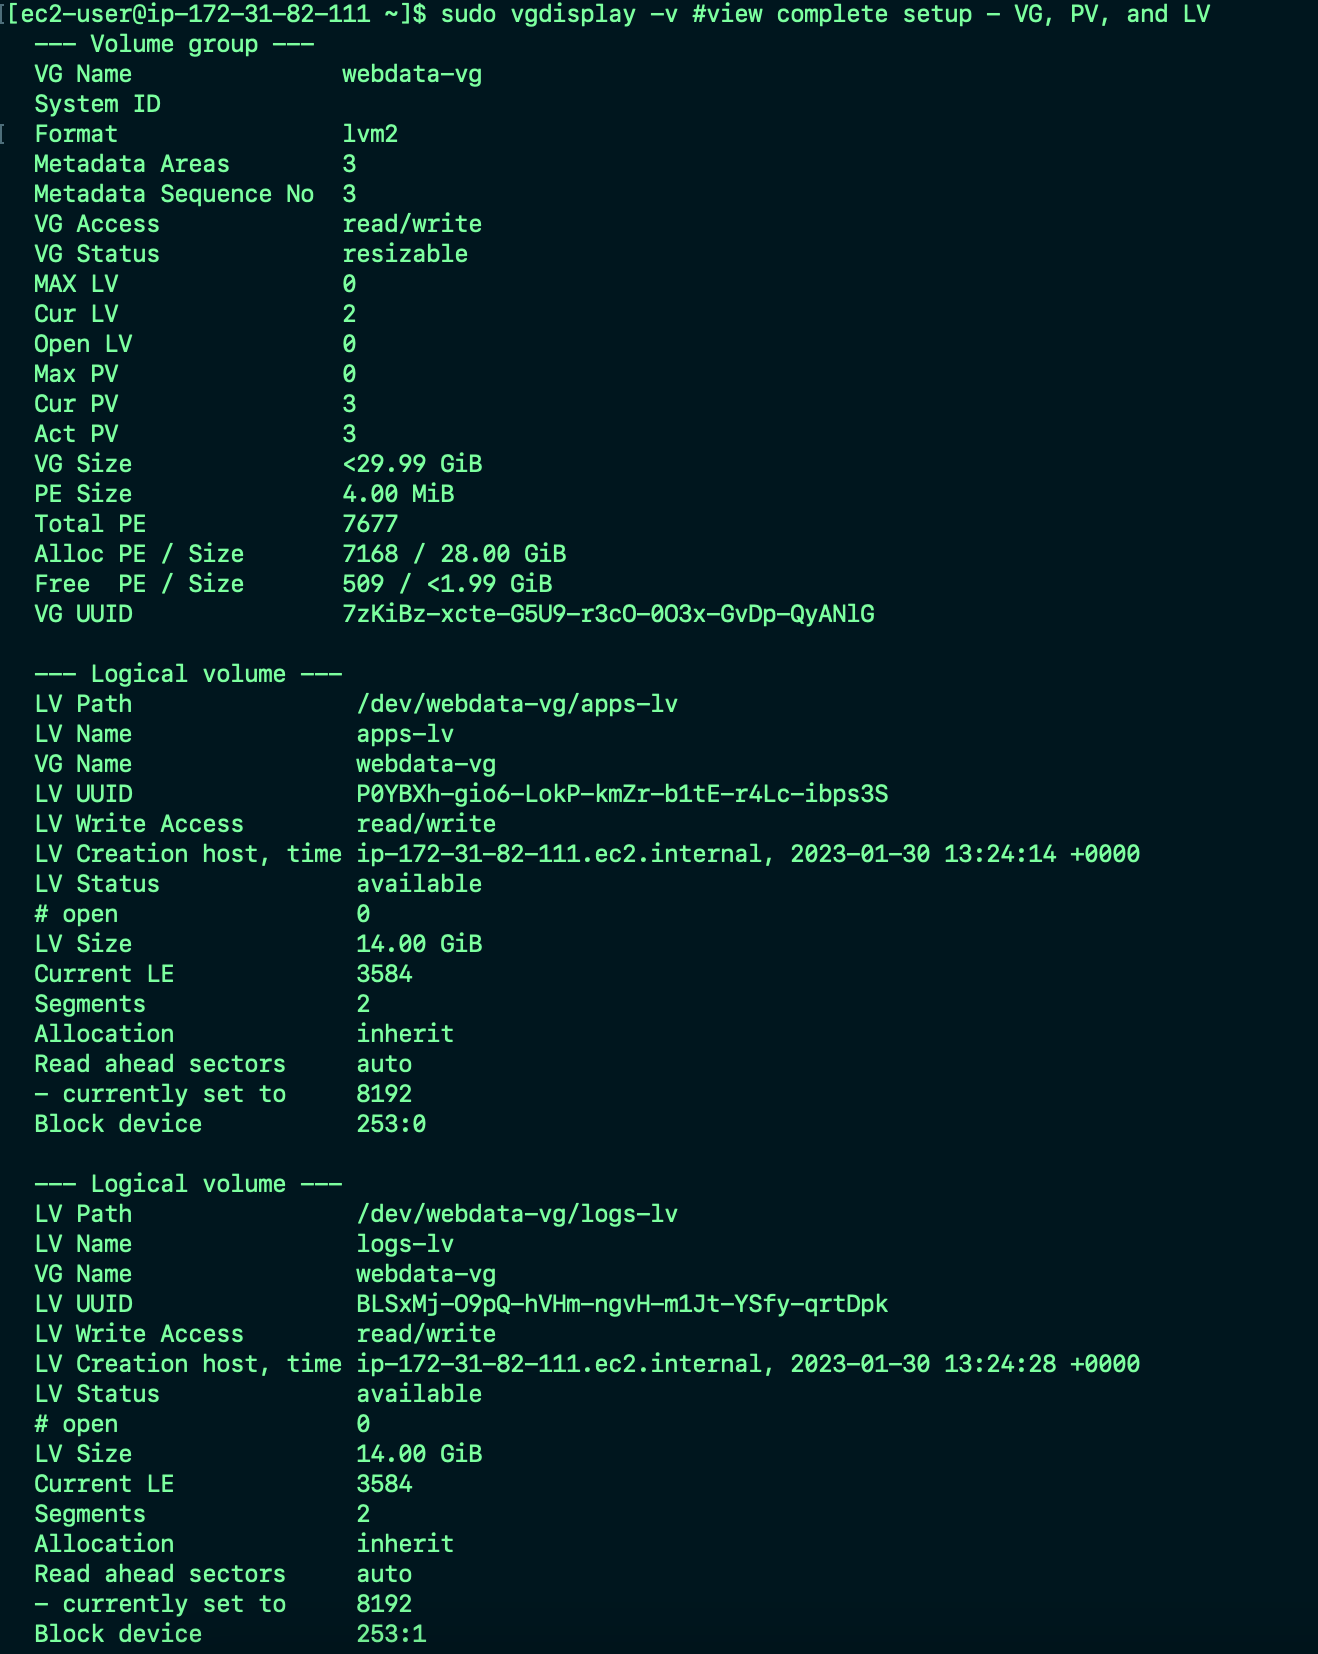 [ec2-user@ip-172-31-82-111 ~]$ sudo vgdisplay -v #view complete setup - VG, PV, and LV
--- Volume group ---
VG Name webdata-vg
System ID
Format lvm2
Metadata Areas 3
Metadata Sequence No 3
VG Access read/write
VG Status resizable
MAX LV 0
Cur LV 2
Open LV 0
Max PV 0
Cur PV 3
Act PV 3
VG Size <29.99 GiB
PE Size 4.00 MiB
Total PE 7677
Alloc PE / Size 7168 / 28.00 GiB
Free  PE / Size 509 / <1.99 GiB
VG UUID 7zKiBz-xcte-G5U9-r3cO-0O3x-GvDp-QyANlG
--- Logical volume ---
LV Path /dev/webdata-vg/apps-lv
LV Name apps-lv
VG Name webdata-vg
LV UUID P0YBXh-gio6-LokP-kmZr-b1tE-r4Lc-ibps3S
LV Write Access read/write
LV Creation host, time ip-172-31-82-111.ec2.internal, 2023-01-30 13:24:14 +0000
LV Status available
# open 0
LV Size 14.00 GiB
Current LE 3584
Segments 2
Allocation inherit
Read ahead sectors auto
- currently set to 8192
Block device 253:0
--- Logical volume ---
LV Path /dev/webdata-vg/logs-lv
LV Name logs-lv
VG Name webdata-vg
LV UUID BLSxMj-O9pQ-hVHm-ngvH-m1Jt-YSfy-qrtDpk
LV Write Access read/write
LV Creation host, time ip-172-31-82-111.ec2.internal, 2023-01-30 13:24:28 +0000
LV Status available
# open 0
LV Size 14.00 GiB
Current LE 3584
Segments 2
Allocation inherit
Read ahead sectors auto
- currently set to 8192
Block device 253:1